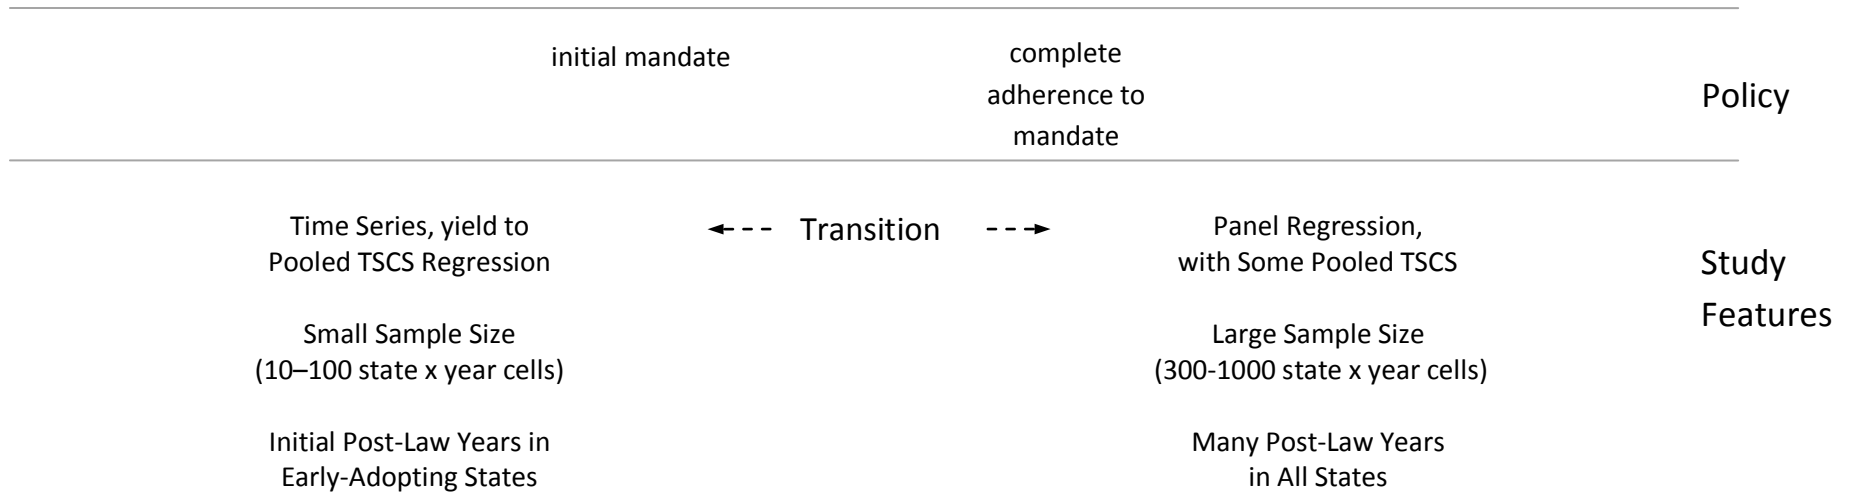 initial mandate
complete
adherence to
mandate
Policy
Time Series, yield to
Pooled TSCS Regression
Transition
Panel Regression,
with Some Pooled TSCS
Study
Features
Small Sample Size
(10–100 state x year cells)
Large Sample Size
(300-1000 state x year cells)
Initial Post-Law Years in
Early-Adopting States
Many Post-Law Years
in All States